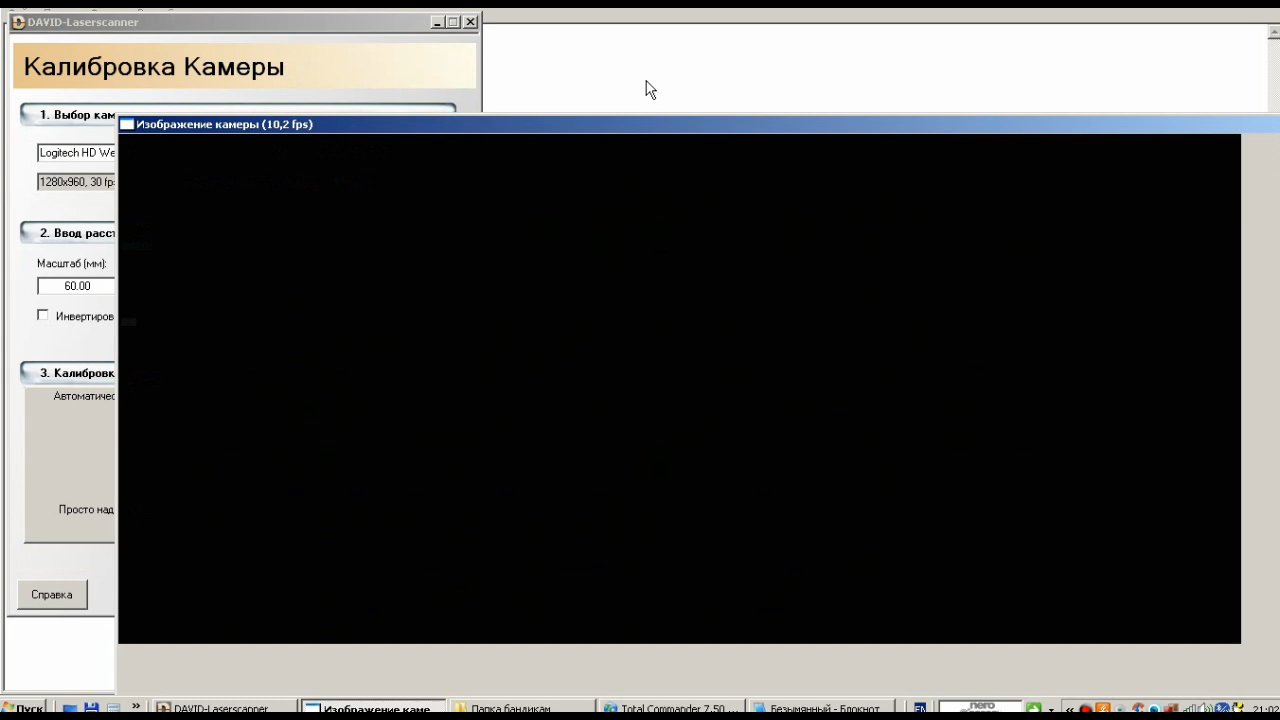 DAVID-Laserscanner
Калибровка Камеры
1. Выбор кам
Изображение камеры (10,2 fps)
Logitech HD We
1280x960, 30 fp
2. Ввод расст
Масштаб (мм):
60.00
Инвертиров
3. Калибровк
Автоматичес
Просто над
Справка
Пуск
DAVID-Laserscanner
Изображение каме...
Папка бандикам
Total Commander 7.50 ...
Безымянный - Блокнот
EN
nero
21:02